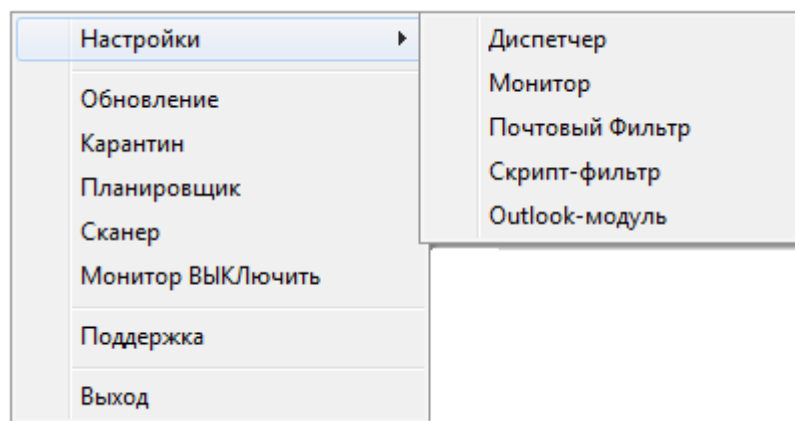 Настройки
Обновление
Карантин
Планировщик
Сканер
Монитор ВЫКЛючить
Поддержка
Выход
Диспетчер
Монитор
Почтовый Фильтр
Скрипт-фильтр
Outlook-модуль